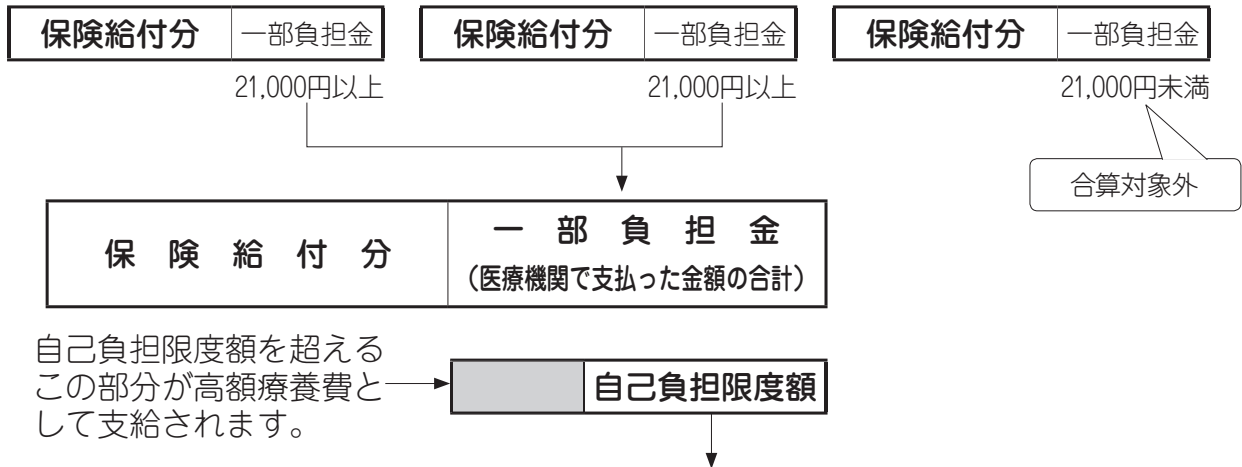 保険給付分 一部負担金 保険給付分 一部負担金 保険給付分 一部負担金
21,000円以上 21,000円以上 21,000円未満
合算対象外
保険給付分
一部負担金
(医療機関で支払った金額の合計)
自己負担限度額を超える
この部分が高額療養費と
して支給されます。
自己負担限度額